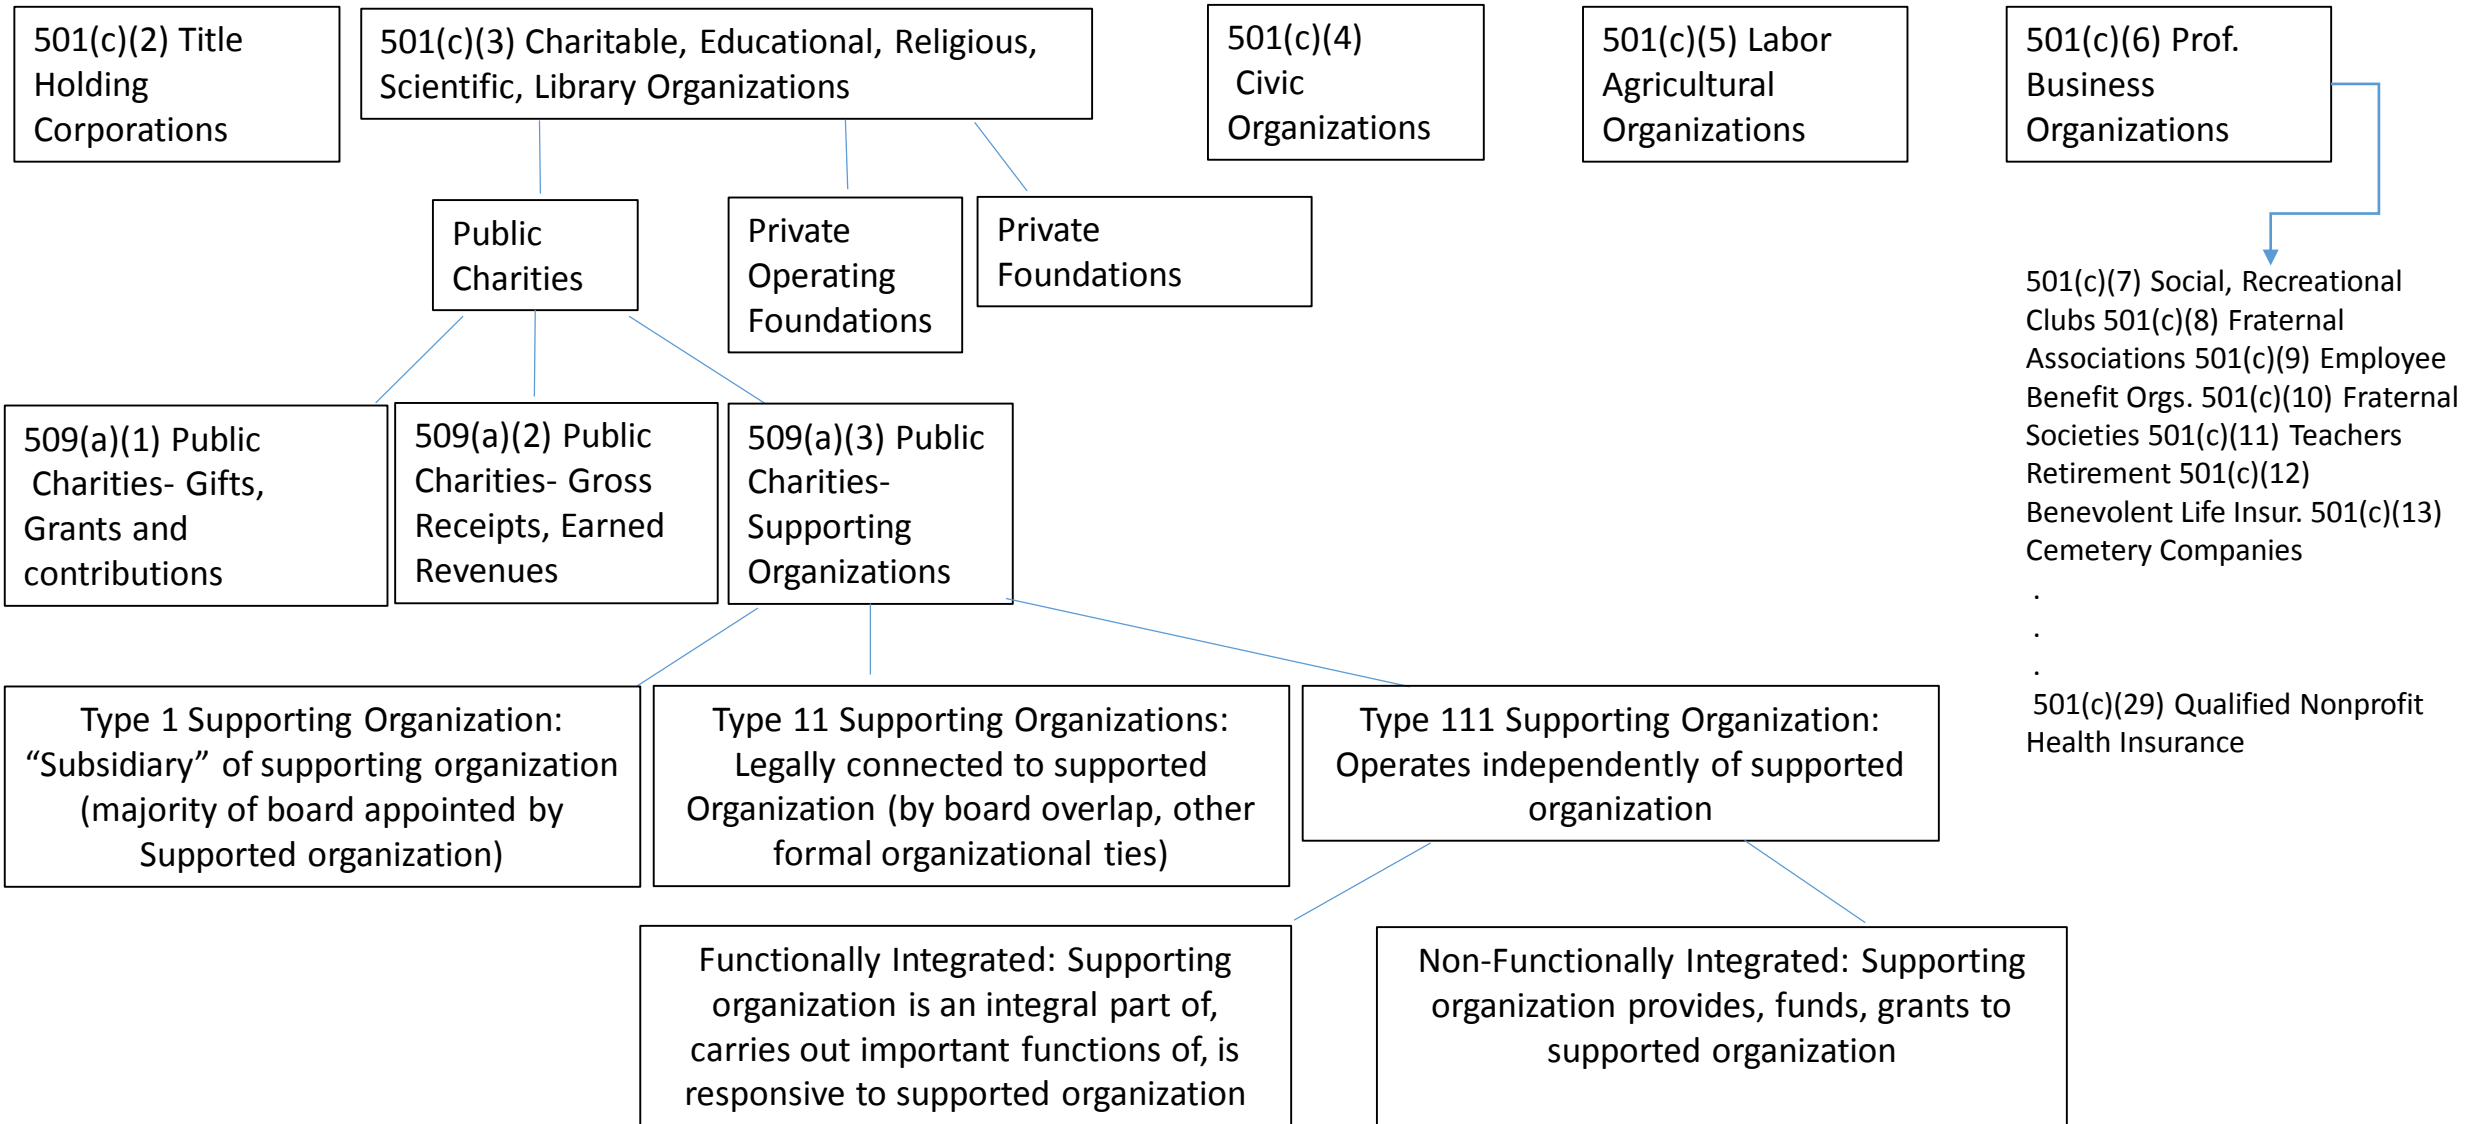 501(c)(2) Title
Holding
Corporations
501(c)(3) Charitable, Educational, Religious,
Scientific, Library Organizations
501(c)(4)
Civic
Organizations
501(c)(5) Labor
Agricultural
Organizations
501(c)(6) Prof.
Business
Organizations
Public
Charities
Private
Operating
Foundations
Private
Foundations
501(c)(7) Social, Recreational
Clubs 501(c)(8) Fraternal
Associations 501(c)(9) Employee
Benefit Orgs. 501(c)(10) Fraternal
Societies 501(c)(11) Teachers
Retirement 501(c)(12)
Benevolent Life Insur. 501(c)(13)
Cemetery Companies
.
.
.
501(c)(29) Qualified Nonprofit
Health Insurance
509(a)(1) Public
Charities- Gifts,
Grants and
contributions
509(a)(2) Public
Charities- Gross
Receipts, Earned
Revenues
509(a)(3) Public
Charities-
Supporting
Organizations
Type 1 Supporting Organization:
“Subsidiary” of supporting organization
(majority of board appointed by
Supported organization)
Type 11 Supporting Organizations:
Legally connected to supported
Organization (by board overlap, other
formal organizational ties)
Type 111 Supporting Organization:
Operates independently of supported
organization
Functionally Integrated: Supporting
organization is an integral part of,
carries out important functions of, is
responsive to supported organization
Non-Functionally Integrated: Supporting
organization provides, funds, grants to
supported organization